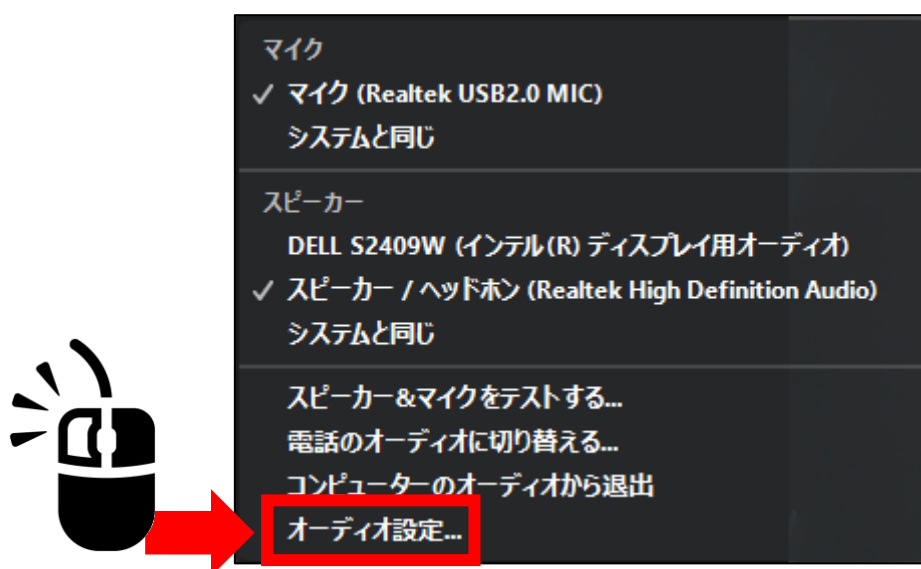 マイク
✓ マイク (Realtek USB2.0 MIC)
システムと同じ
スピーカー
DELL S2409W (インテル(R) ディスプレイ用オーディオ)
✓ スピーカー / ヘッドホン (Realtek High Definition Audio)
システムと同じ
スピーカー&マイクをテストする...
電話のオーディオに切り替える...
コンピューターのオーディオから退出
オーディオ設定...